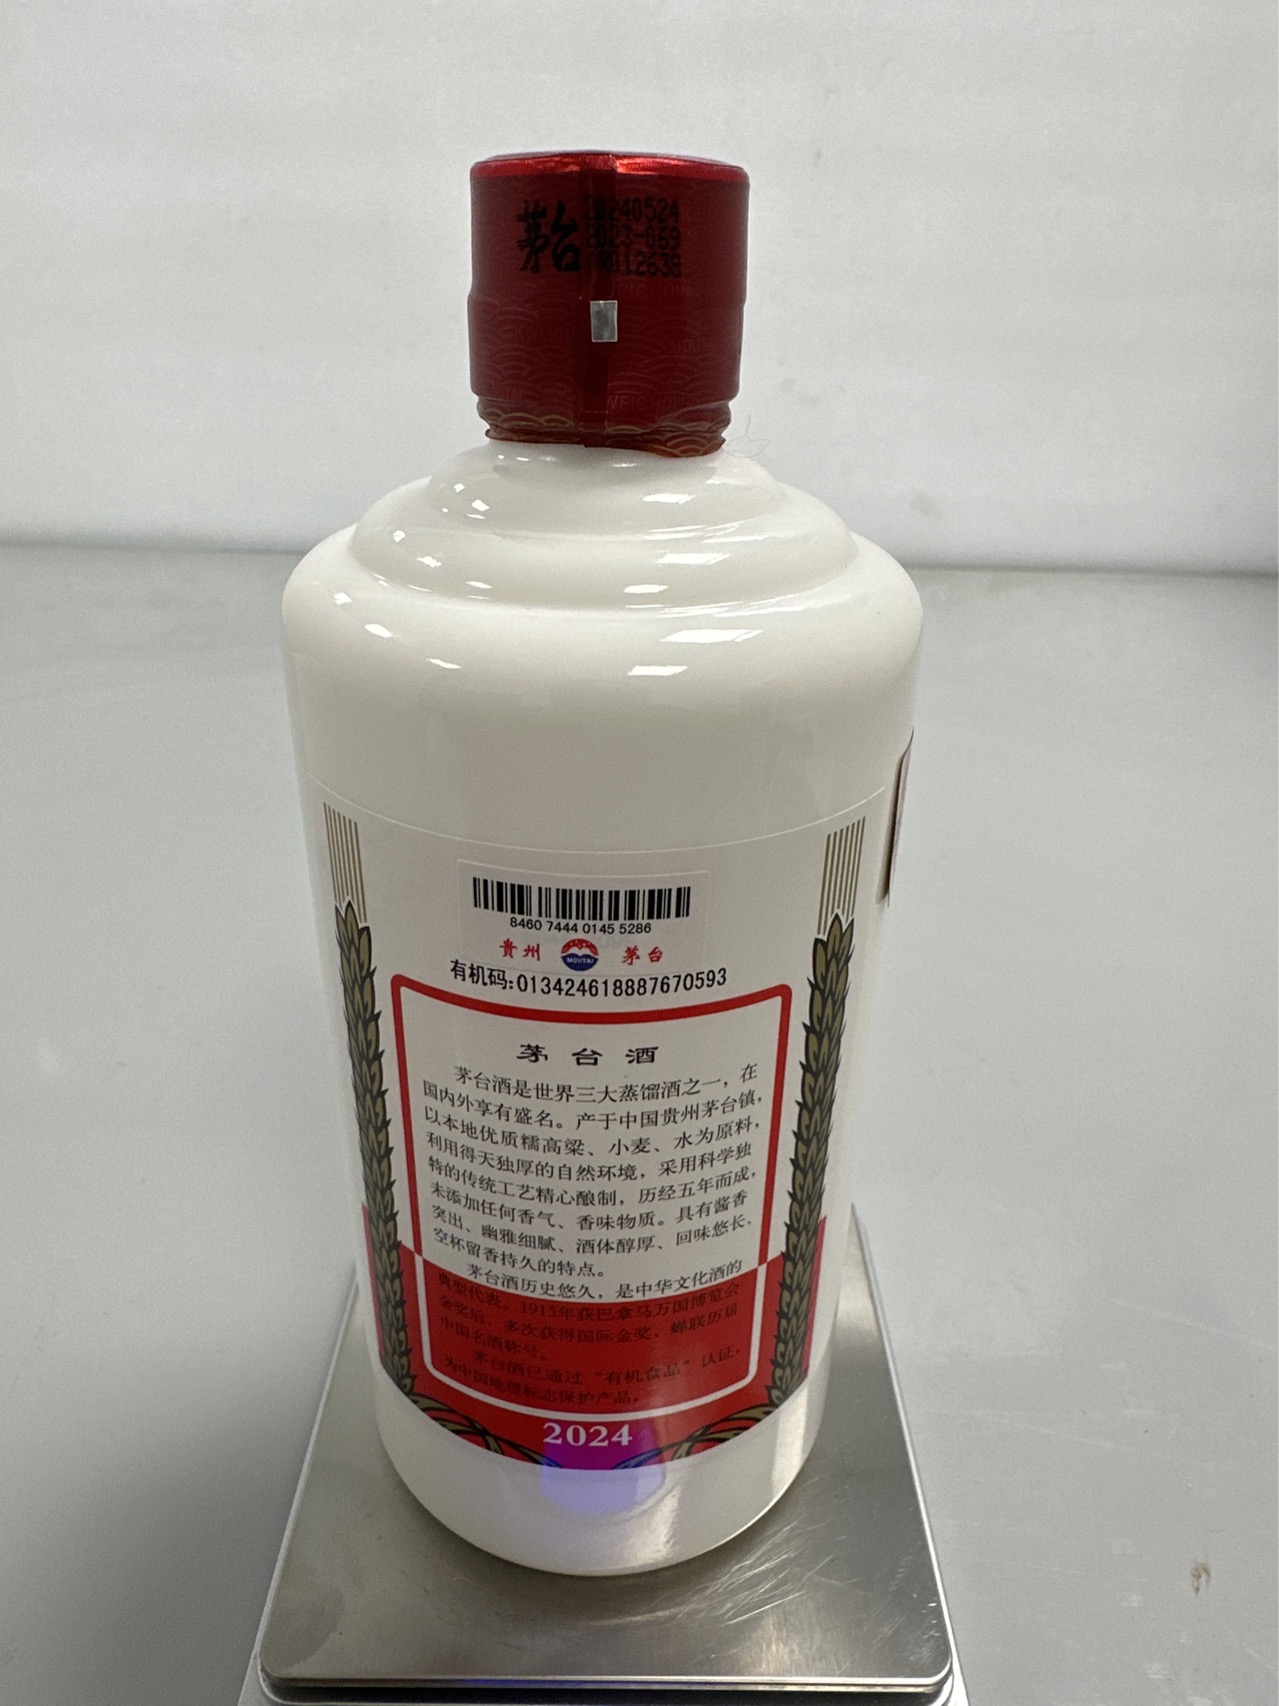 茅台
20240524
2023-069
012638
8460 7444 0145 5286
贵州 MOUTAI 茅台
有机码:013424618887670593
茅台酒
茅台酒是世界三大蒸馏酒之一，在
国内外享有盛名。产于中国贵州茅台镇，
以本地优质糯高粱、小麦、水为原料，
利用得天独厚的自然环境，采用科学独
特的传统工艺精心酿制，历经五年而成，
未添加任何香气、香味物质。具有酱香
突出、幽雅细腻、酒体醇厚、回味悠长、
空杯留香持久的特点。
茅台酒历史悠久，是中华文化酒的
典型代表。1915年获巴拿马万国博览会
金奖后，多次获得国际金奖，蝉联历届
中国名酒称号。
茅台酒已通过“有机食品”认证，
为中国地理标志保护产品。
2024